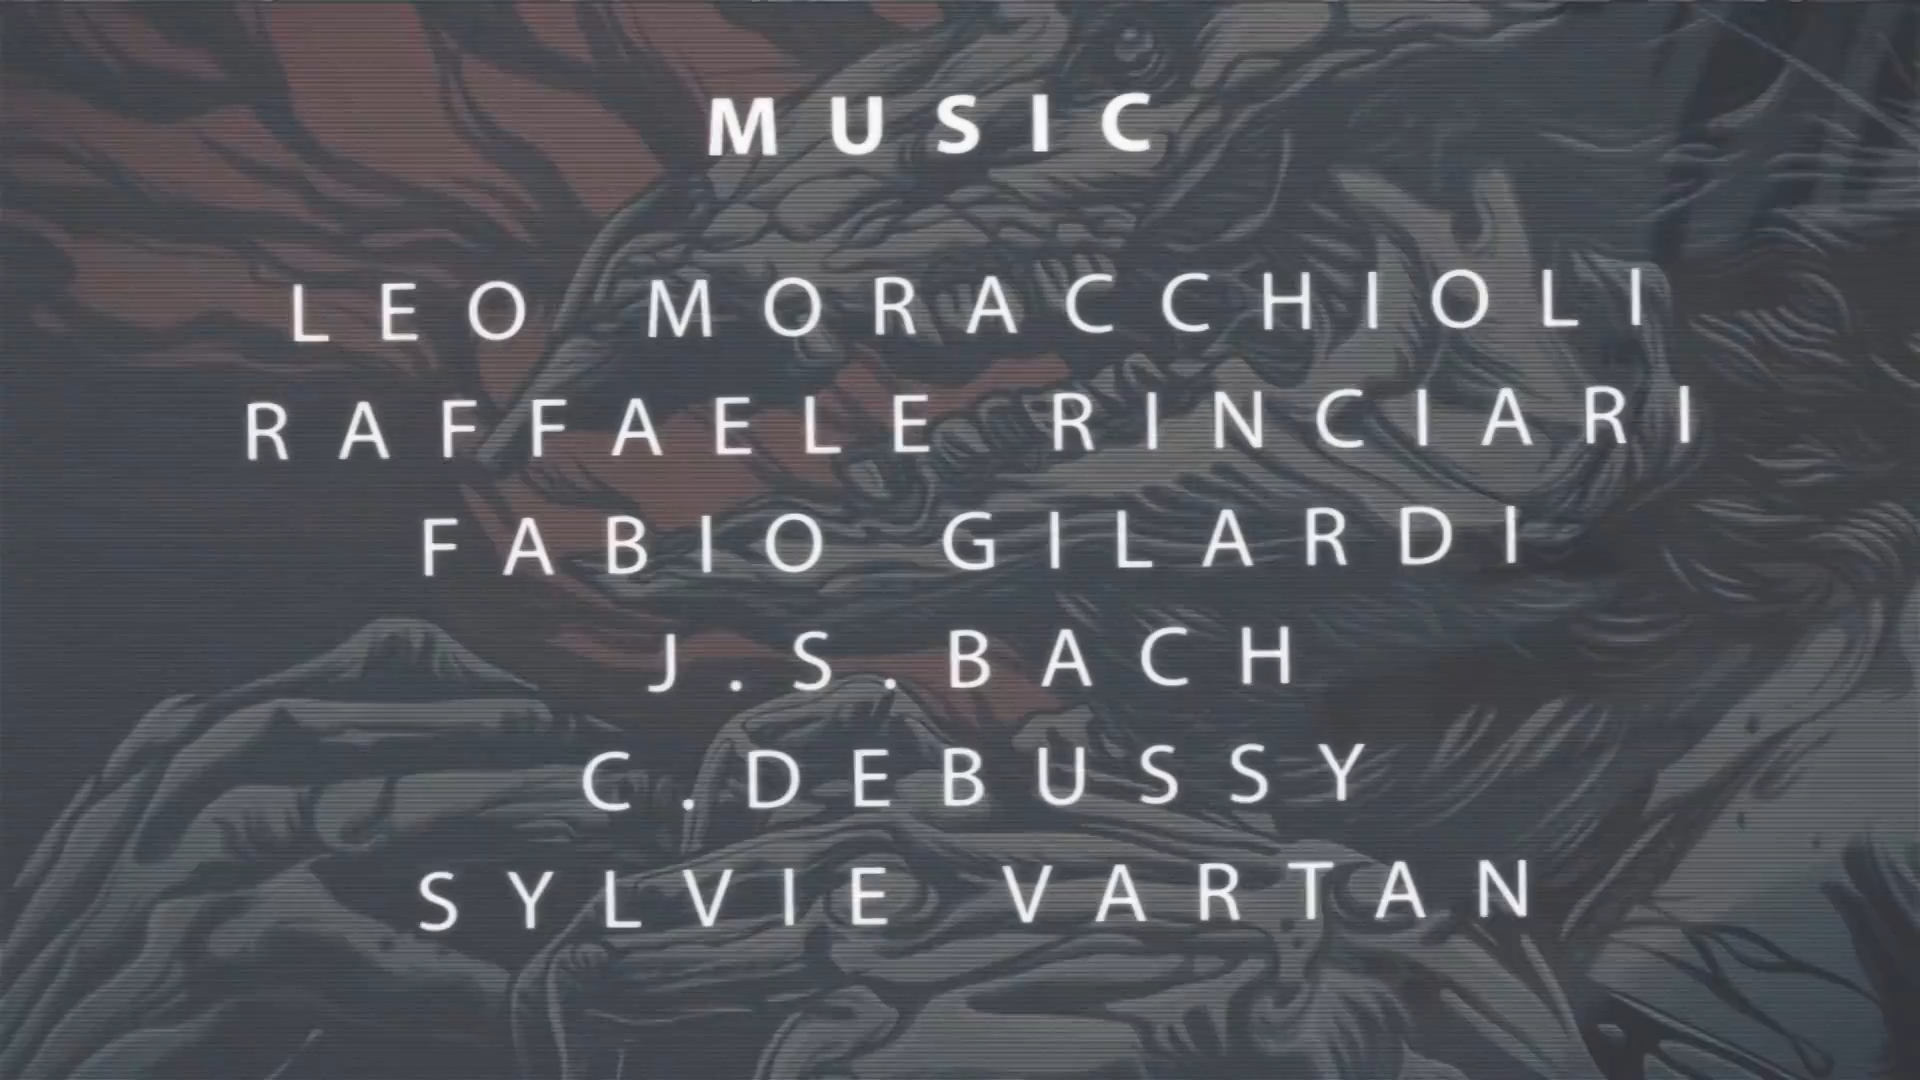 MUSIC
LEO MORACCHIOLI
RAFFAELE RINCIARI
FABIO GILARDI
J.S.BACH
C.DEBUSSY
SYLVIE VARTAN